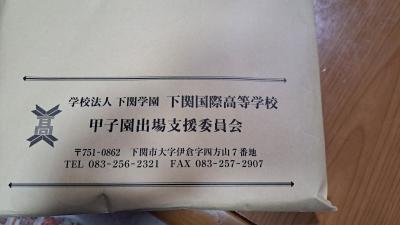 高
学校法人 下関学園 下関国際高等学校
甲子園出場支援委員会
〒751-0862 下関市大字伊倉字四方山7番地
TEL 083-256-2321 FAX 083-257-2907